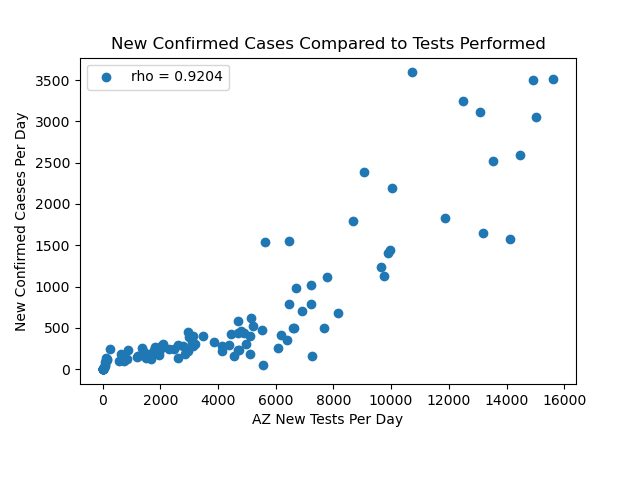 New Confirmed Cases Compared to Tests Performed
rho = 0.9204
New Confirmed Caeses Per Day
3500
3000
2500
2000
1500
1000
500
0
0 2000 4000 6000 8000 10000 12000 14000 16000
AZ New Tests Per Day